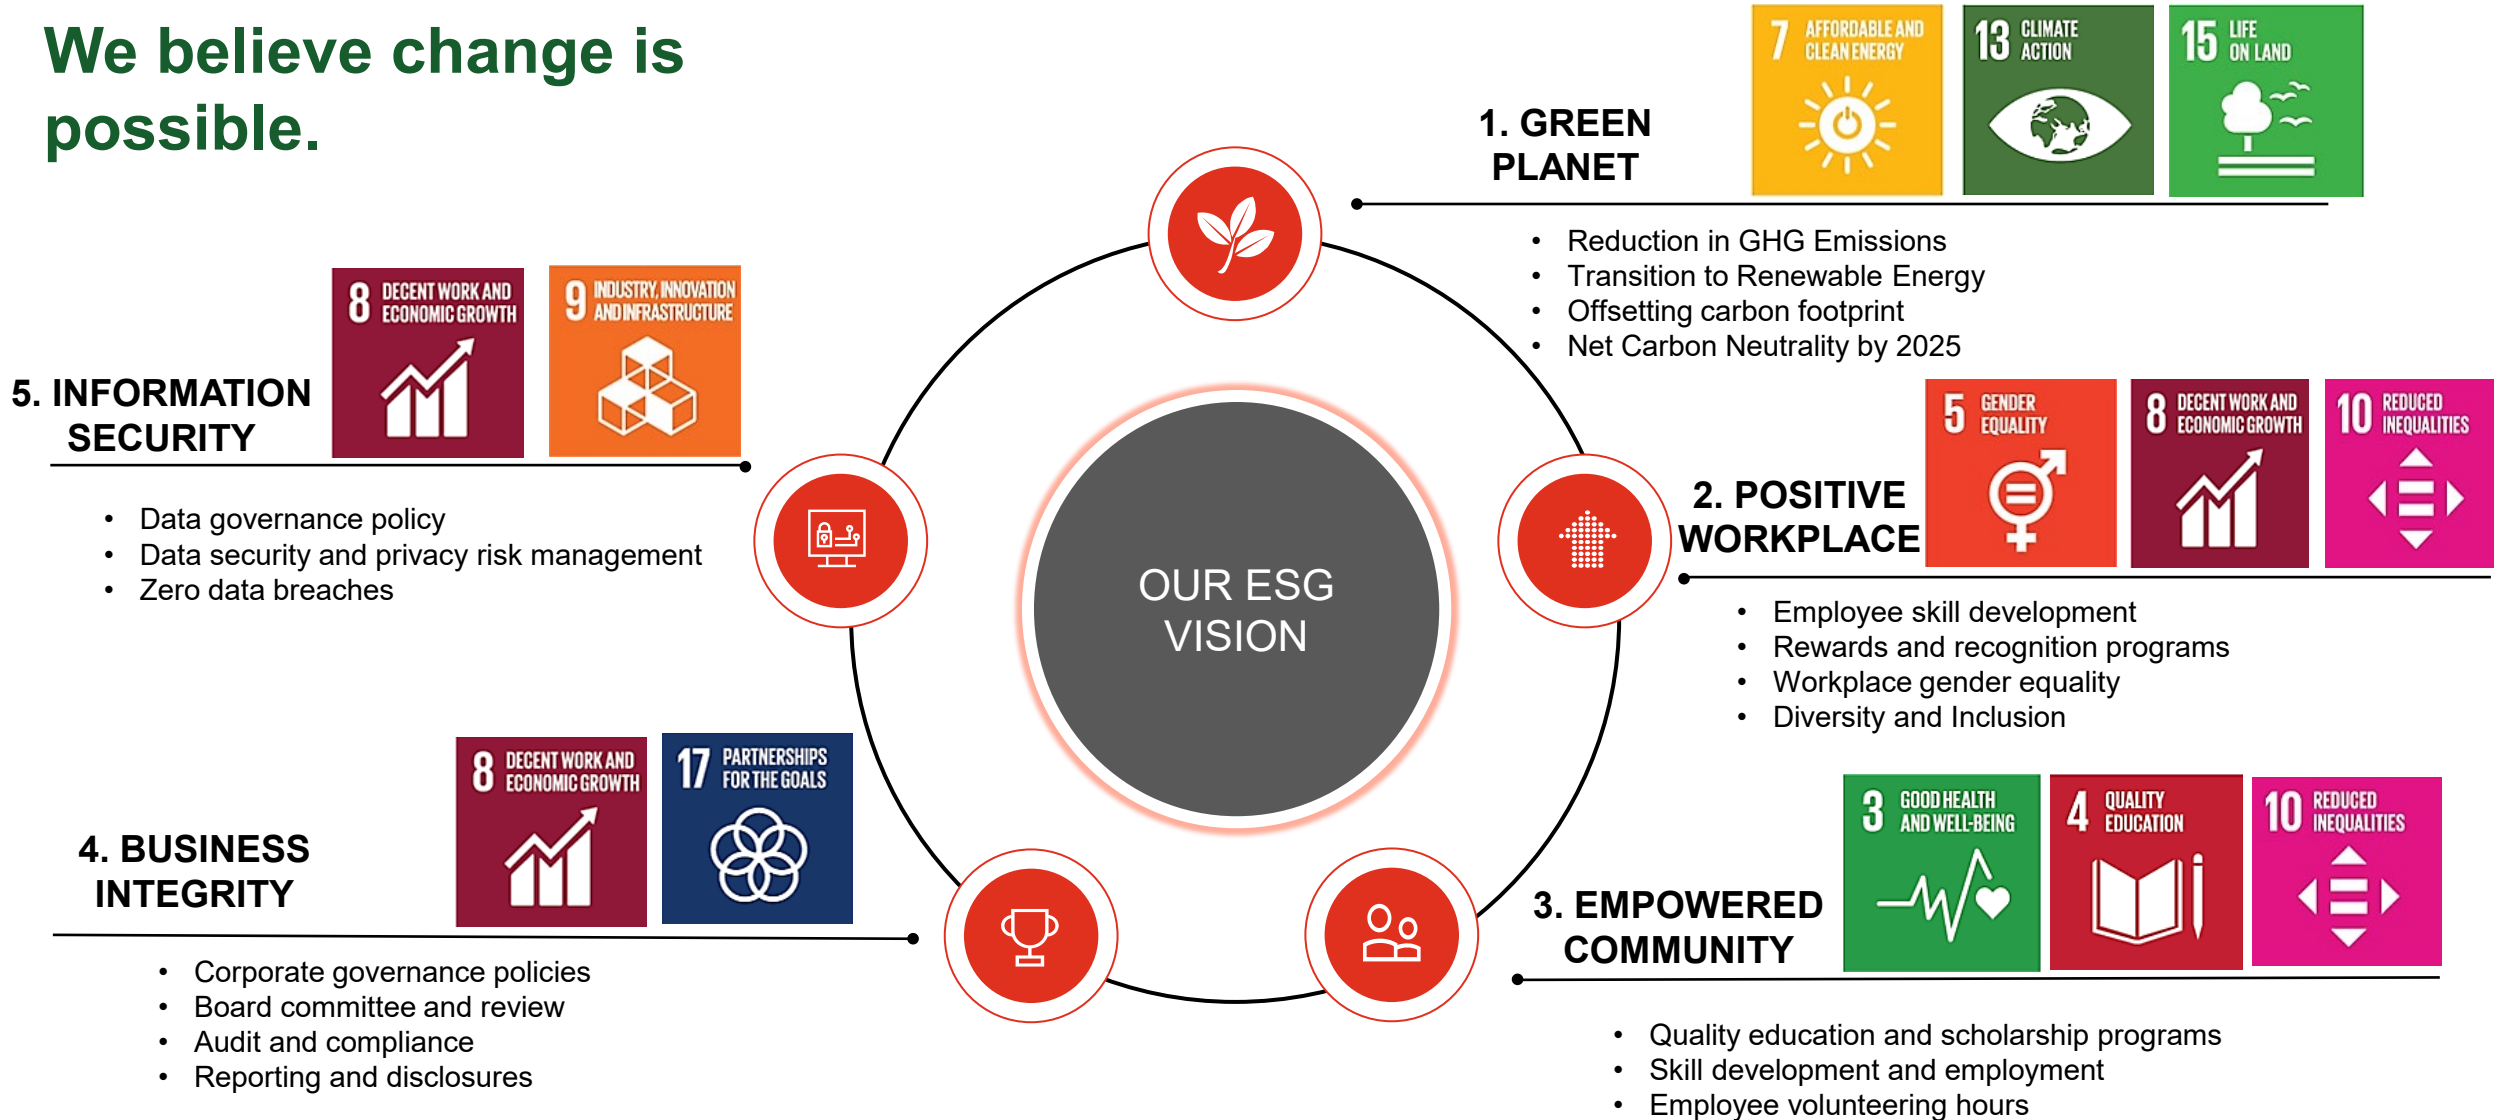 We believe change is
possible.
1. GREEN
PLANET
7 AFFORDABLE AND
CLEAN ENERGY
13 CLIMATE
ACTION
15 LIFE
ON LAND
• Reduction in GHG Emissions
• Transition to Renewable Energy
• Offsetting carbon footprint
• Net Carbon Neutrality by 2025
2. POSITIVE
WORKPLACE
5 GENDER
EQUALITY
8 DECENT WORK AND
ECONOMIC GROWTH
10 REDUCED
INEQUALITIES
• Employee skill development
• Rewards and recognition programs
• Workplace gender equality
• Diversity and Inclusion
3. EMPOWERED
COMMUNITY
3 GOOD HEALTH
AND WELL-BEING
4 QUALITY
EDUCATION
10 REDUCED
INEQUALITIES
• Quality education and scholarship programs
• Skill development and employment
• Employee volunteering hours
4. BUSINESS
INTEGRITY
8 DECENT WORK AND
ECONOMIC GROWTH
17 PARTNERSHIPS
FOR THE GOALS
• Corporate governance policies
• Board committee and review
• Audit and compliance
• Reporting and disclosures
5. INFORMATION
SECURITY
8 DECENT WORK AND
ECONOMIC GROWTH
9 INDUSTRY, INNOVATION
AND INFRASTRUCTURE
• Data governance policy
• Data security and privacy risk management
• Zero data breaches
OUR ESG
VISION